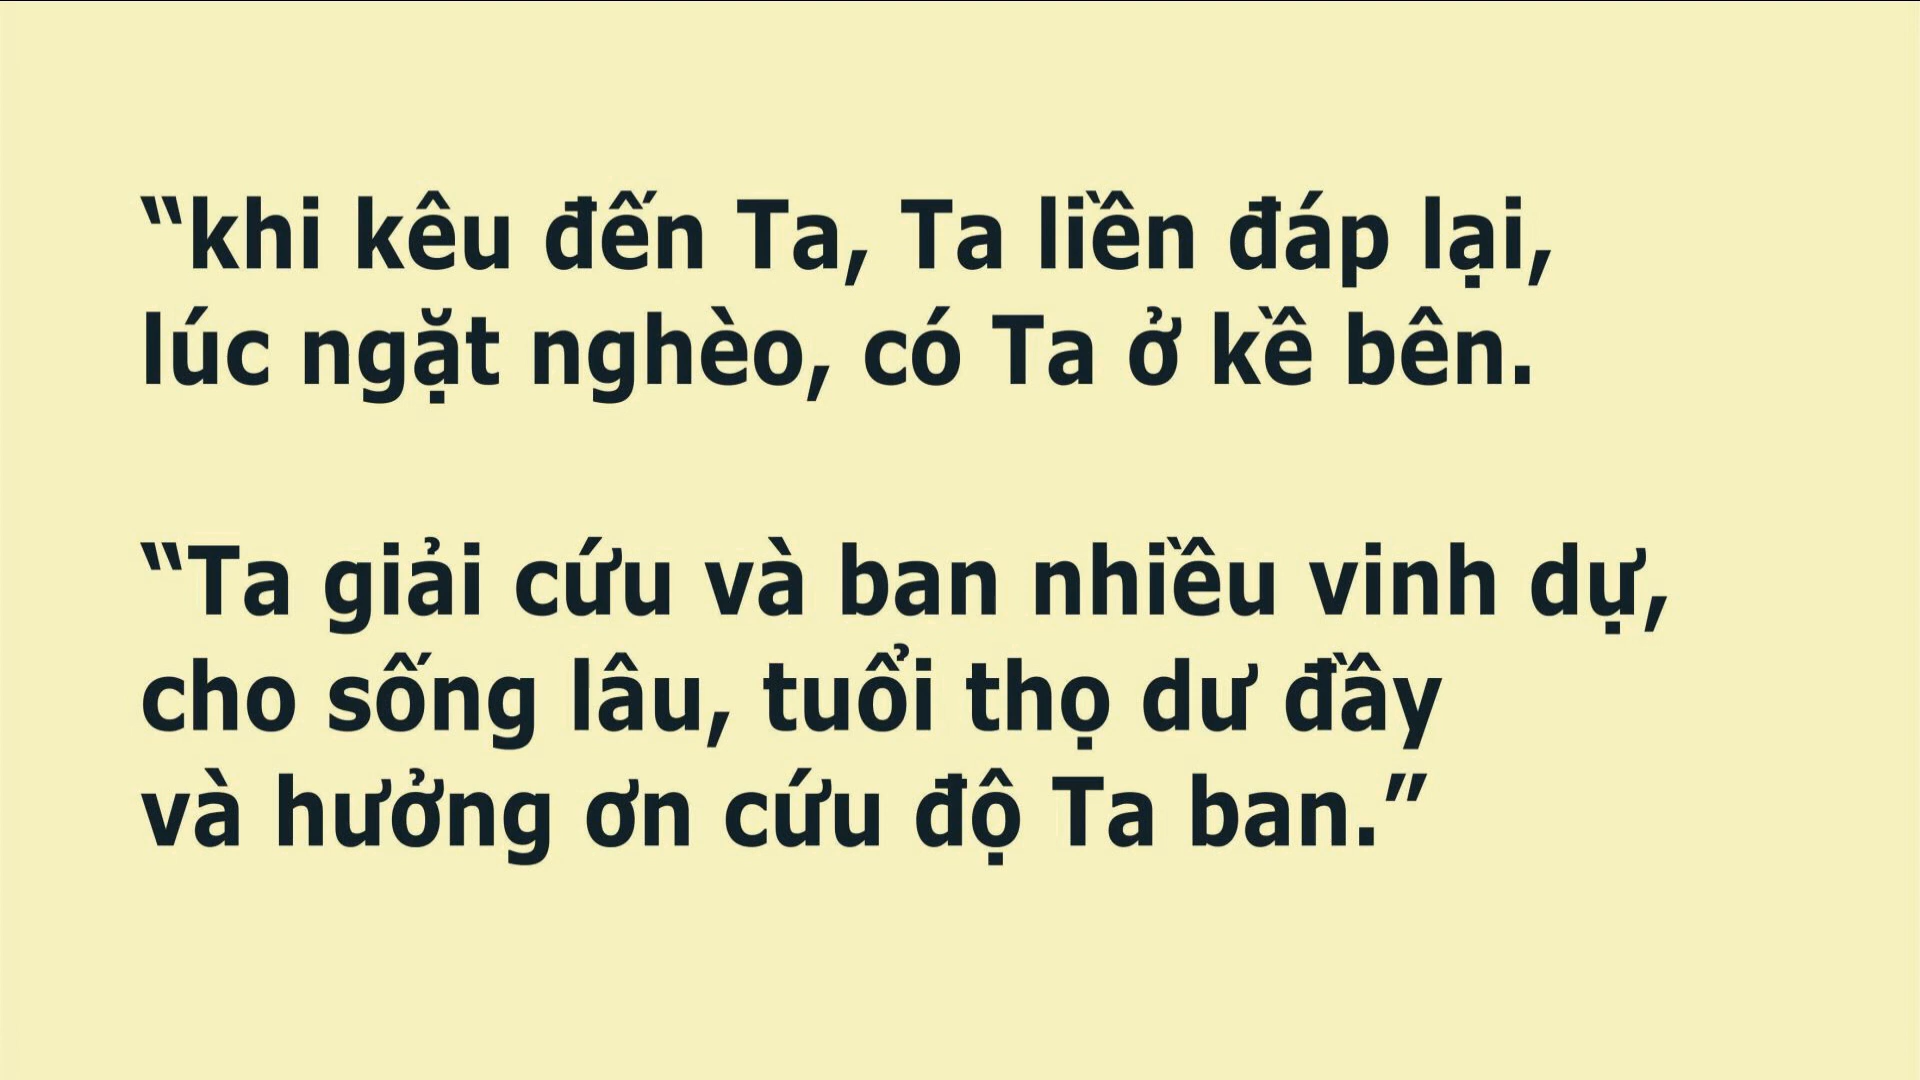 “khi kêu đến Ta, Ta liền đáp lại,
lúc ngặt nghèo, có Ta ở kề bên.
“Ta giải cứu và ban nhiều vinh dự,
cho sống lâu, tuổi thọ dư đầy
và hưởng ơn cứu độ Ta ban.”